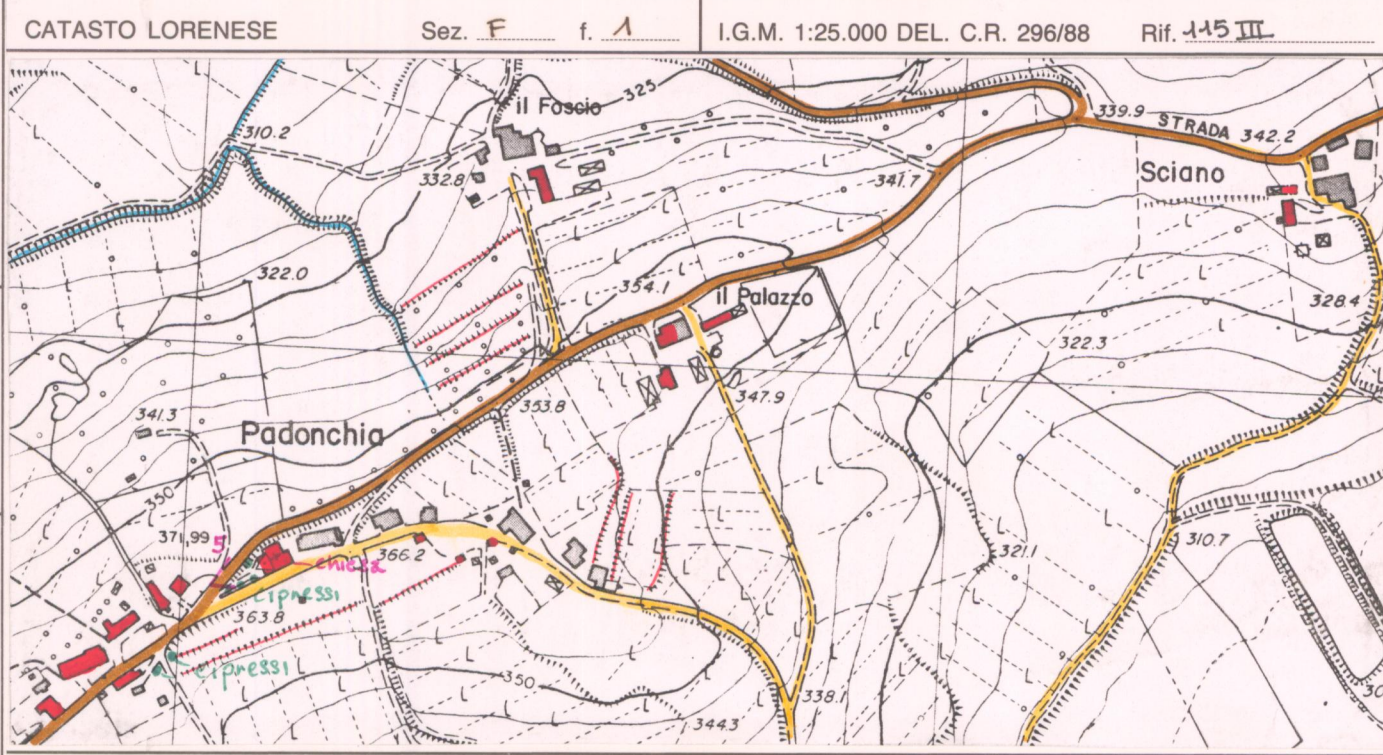 CATASTO LORENESE Sez. F f. 1 I.G.M. 1:25.000 DEL. C.R. 296/88 Rif. 115 III
il Foscio
325
310.2
339.9 STRADA 342.2
332.8
341.7
Sciano
322.0
354.1
il Palazzo
328.4
322.3
341.3
353.8
347.9
Padonchia
350
371,99
5
366.2
chiesa
321.1
310.7
cipressi
363.8
cipressi
350
338.1
344.3
30